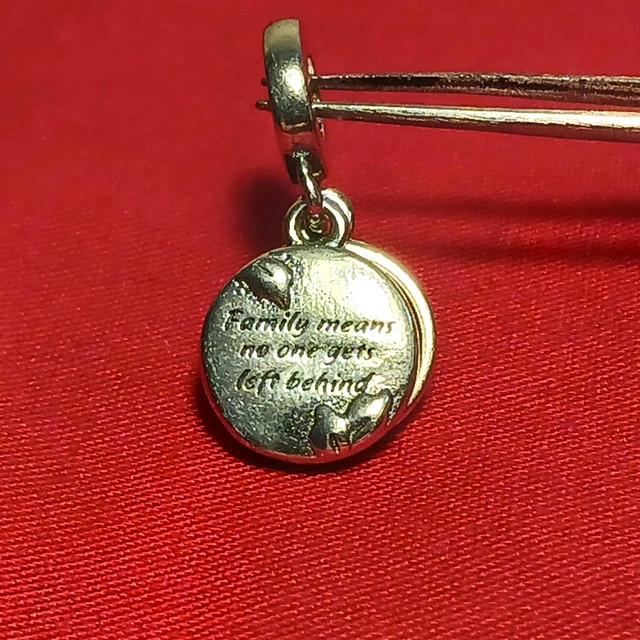 Family means
no one gets
left behind